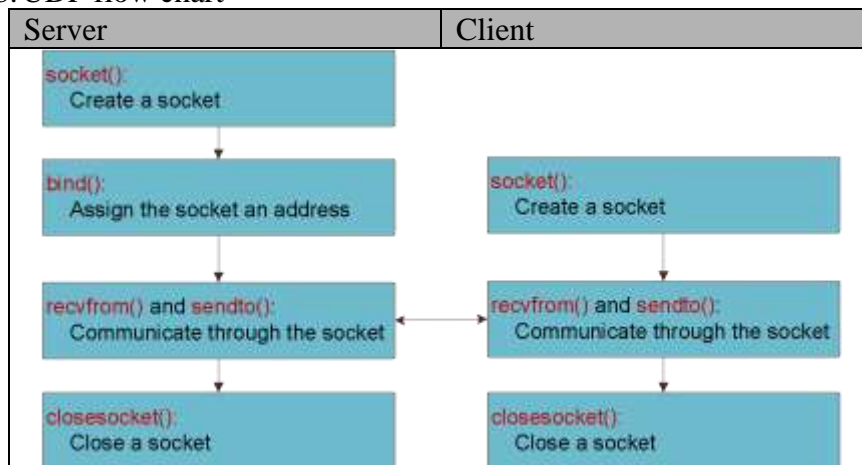 UDP flow chart
Server
Client
socket():
Create a socket
bind():
Assign the socket an address
socket():
Create a socket
recvfrom() and sendto():
Communicate through the socket
recvfrom() and sendto():
Communicate through the socket
closesocket():
Close a socket
closesocket():
Close a socket